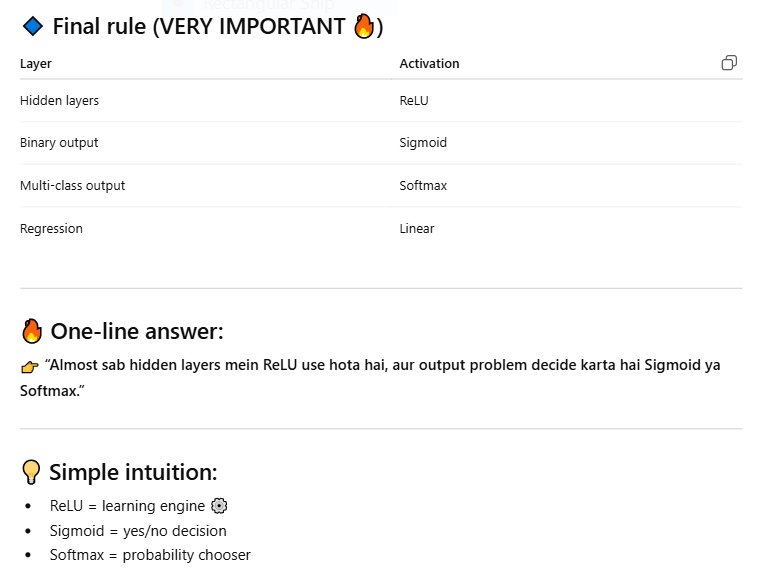 Rectangular Snip
🔷 Final rule (VERY IMPORTANT 🔥)
Layer Activation
Hidden layers ReLU
Binary output Sigmoid
Multi-class output Softmax
Regression Linear
🔥 One-line answer:
👉 “Almost sab hidden layers mein ReLU use hota hai, aur output problem decide karta hai Sigmoid ya
Softmax.”
💡 Simple intuition:
• ReLU = learning engine ⚙️
• Sigmoid = yes/no decision
• Softmax = probability chooser